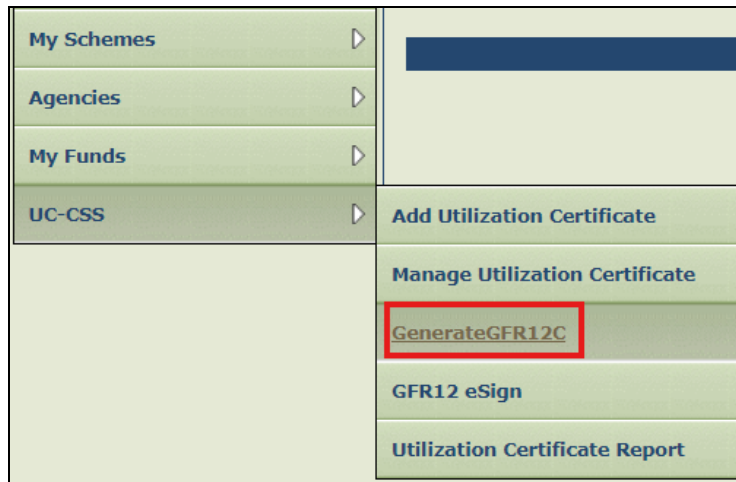 My Schemes
Agencies
My Funds
UC-CSS
Add Utilization Certificate
Manage Utilization Certificate
GenerateGFR12C
GFR12 eSign
Utilization Certificate Report